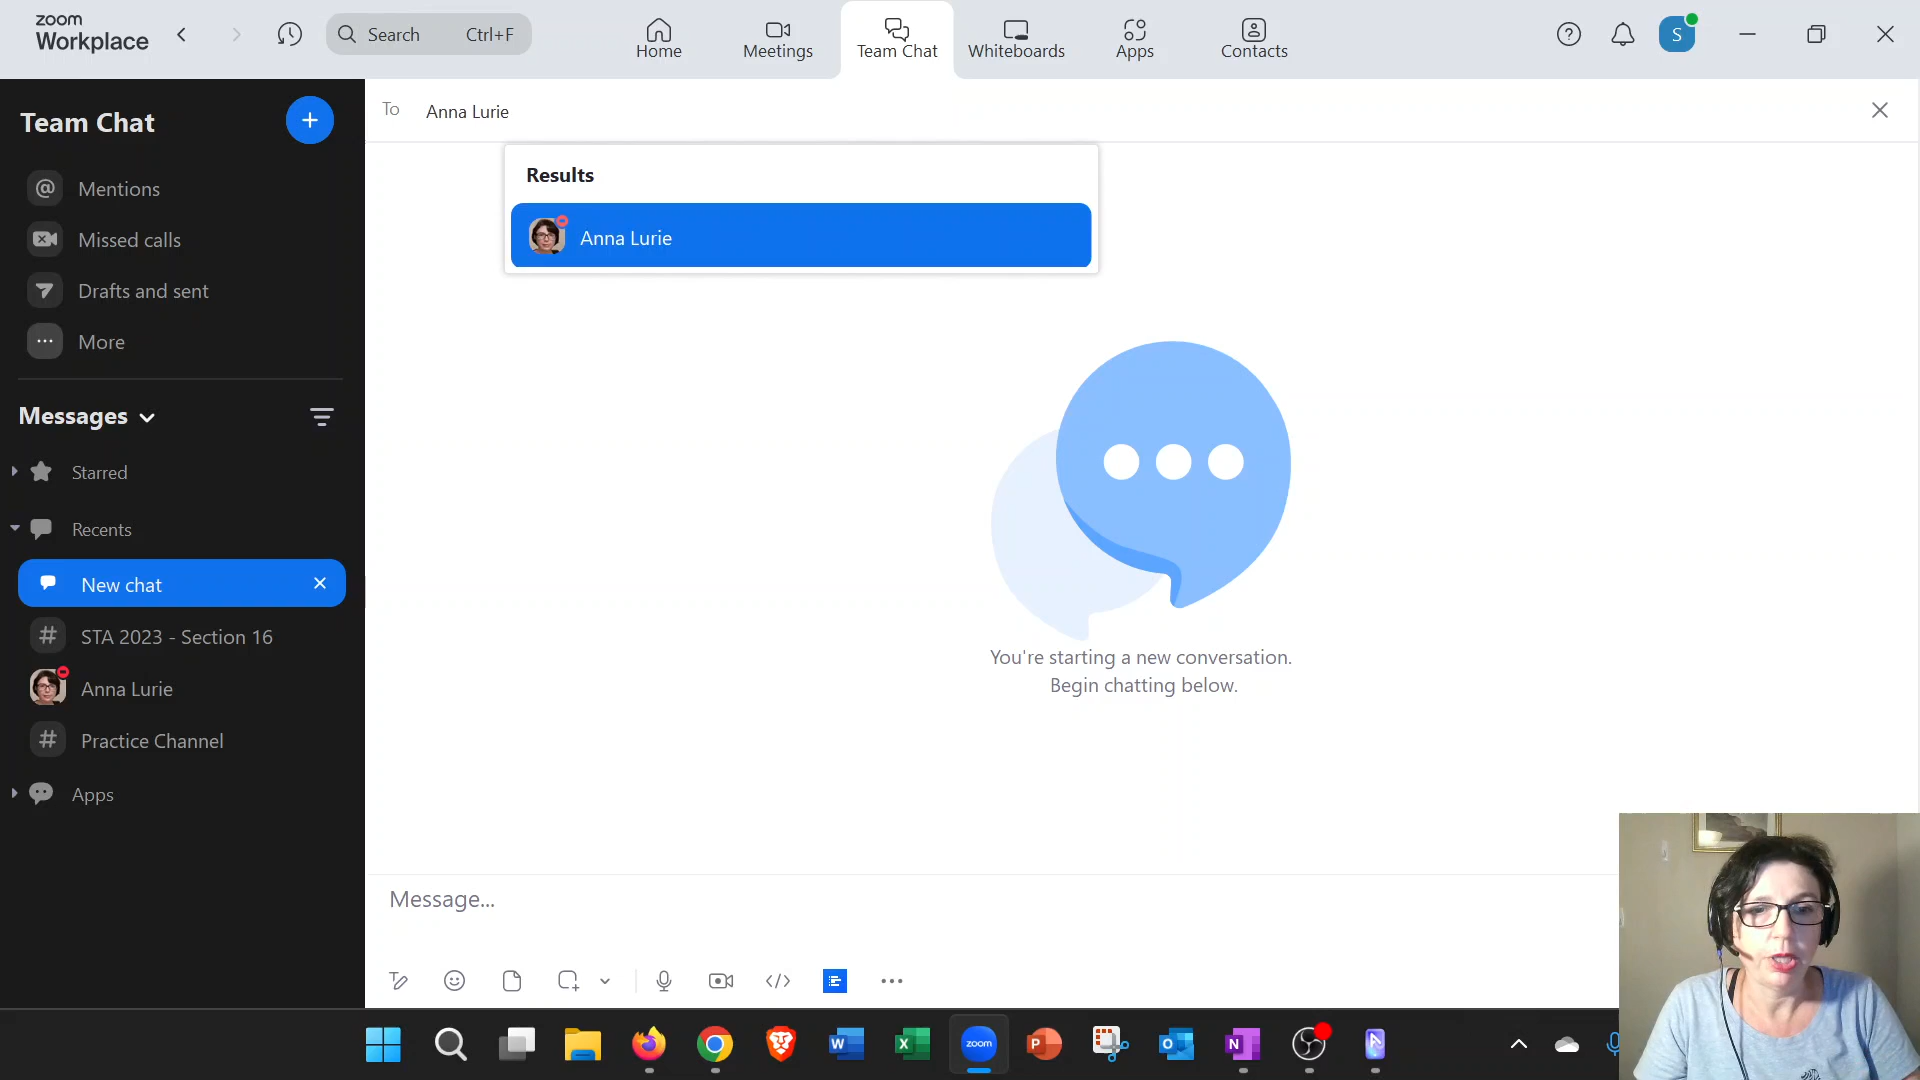 zoom
Workplace
Search
Ctrl+F
Home
Meetings
Team Chat
Whiteboards
Apps
Contacts
S
Team Chat
Mentions
Missed calls
Drafts and sent
More
Messages
Starred
Recents
New chat
STA 2023 - Section 16
Anna Lurie
Practice Channel
Apps
To
Anna Lurie
Results
Anna Lurie
You're starting a new conversation.
Begin chatting below.
Message...
zoom